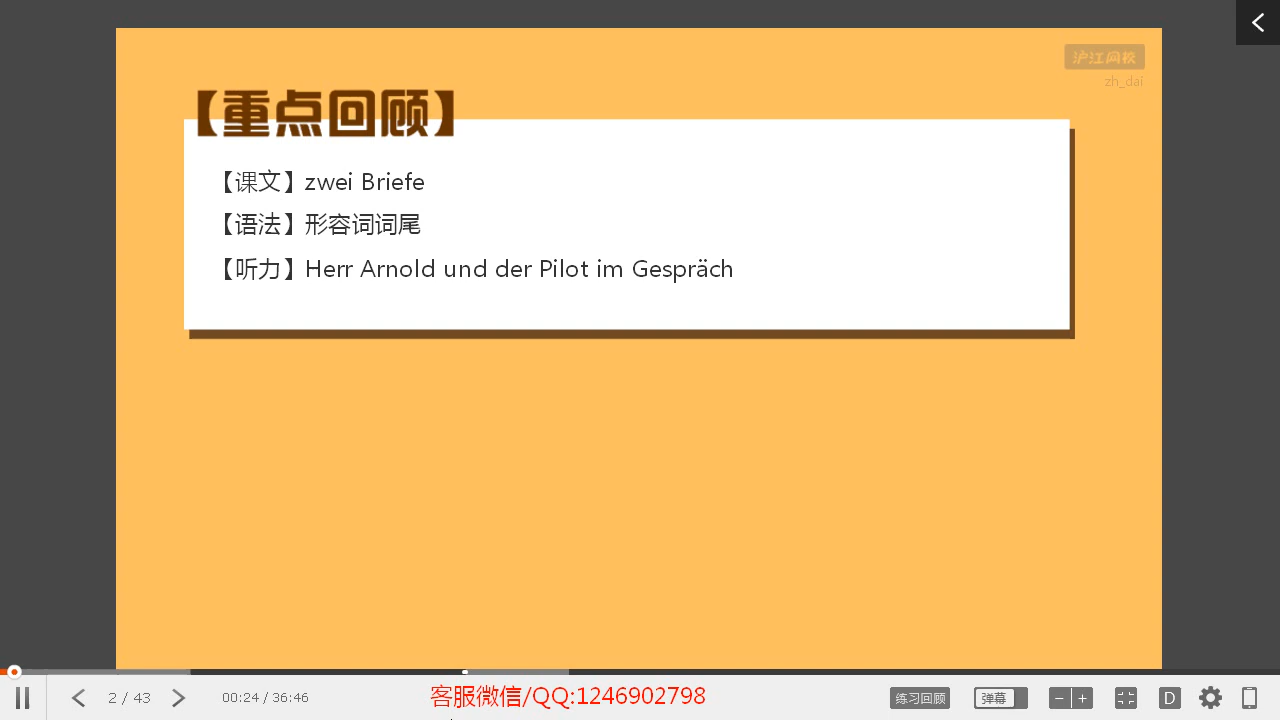 沪江网校
zh_dai
【重点回顾】
【课文】zwei Briefe
【语法】形容词词尾
【听力】Herr Arnold und der Pilot im Gespräch
2 / 43
00:24 / 36:46
客服微信/QQ:1246902798
练习回顾
弹幕
D